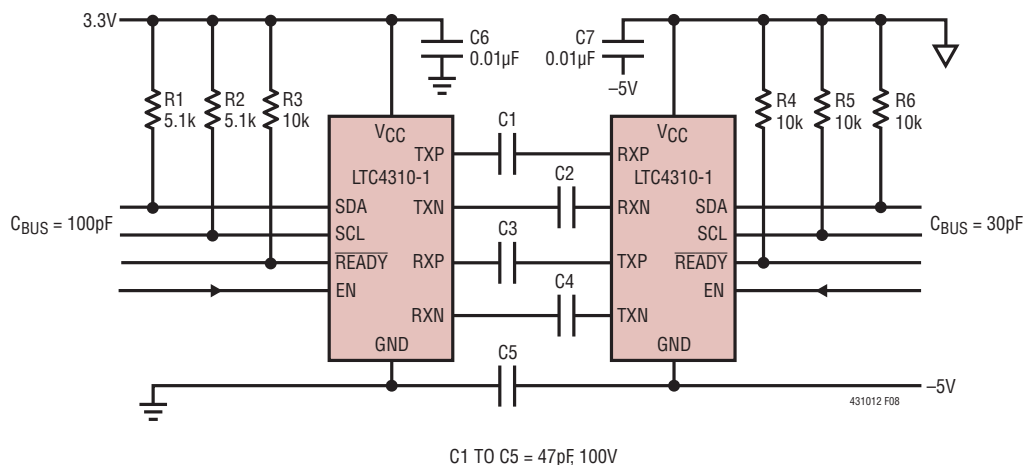 3.3V
C6
0.01µF
C7
0.01µF
–5V
R1
5.1k
R2
5.1k
R3
10k
R4
10k
R5
10k
R6
10k
VCC
TXP
LTC4310-1
SDA
TXN
SCL
READY
RXP
EN
RXN
GND
C1
C2
C3
C4
C5
VCC
RXP
LTC4310-1
RXN
SDA
SCL
TXP
READY
EN
TXN
GND
CBUS = 100pF
CBUS = 30pF
–5V
431012 F08
C1 TO C5 = 47pF, 100V